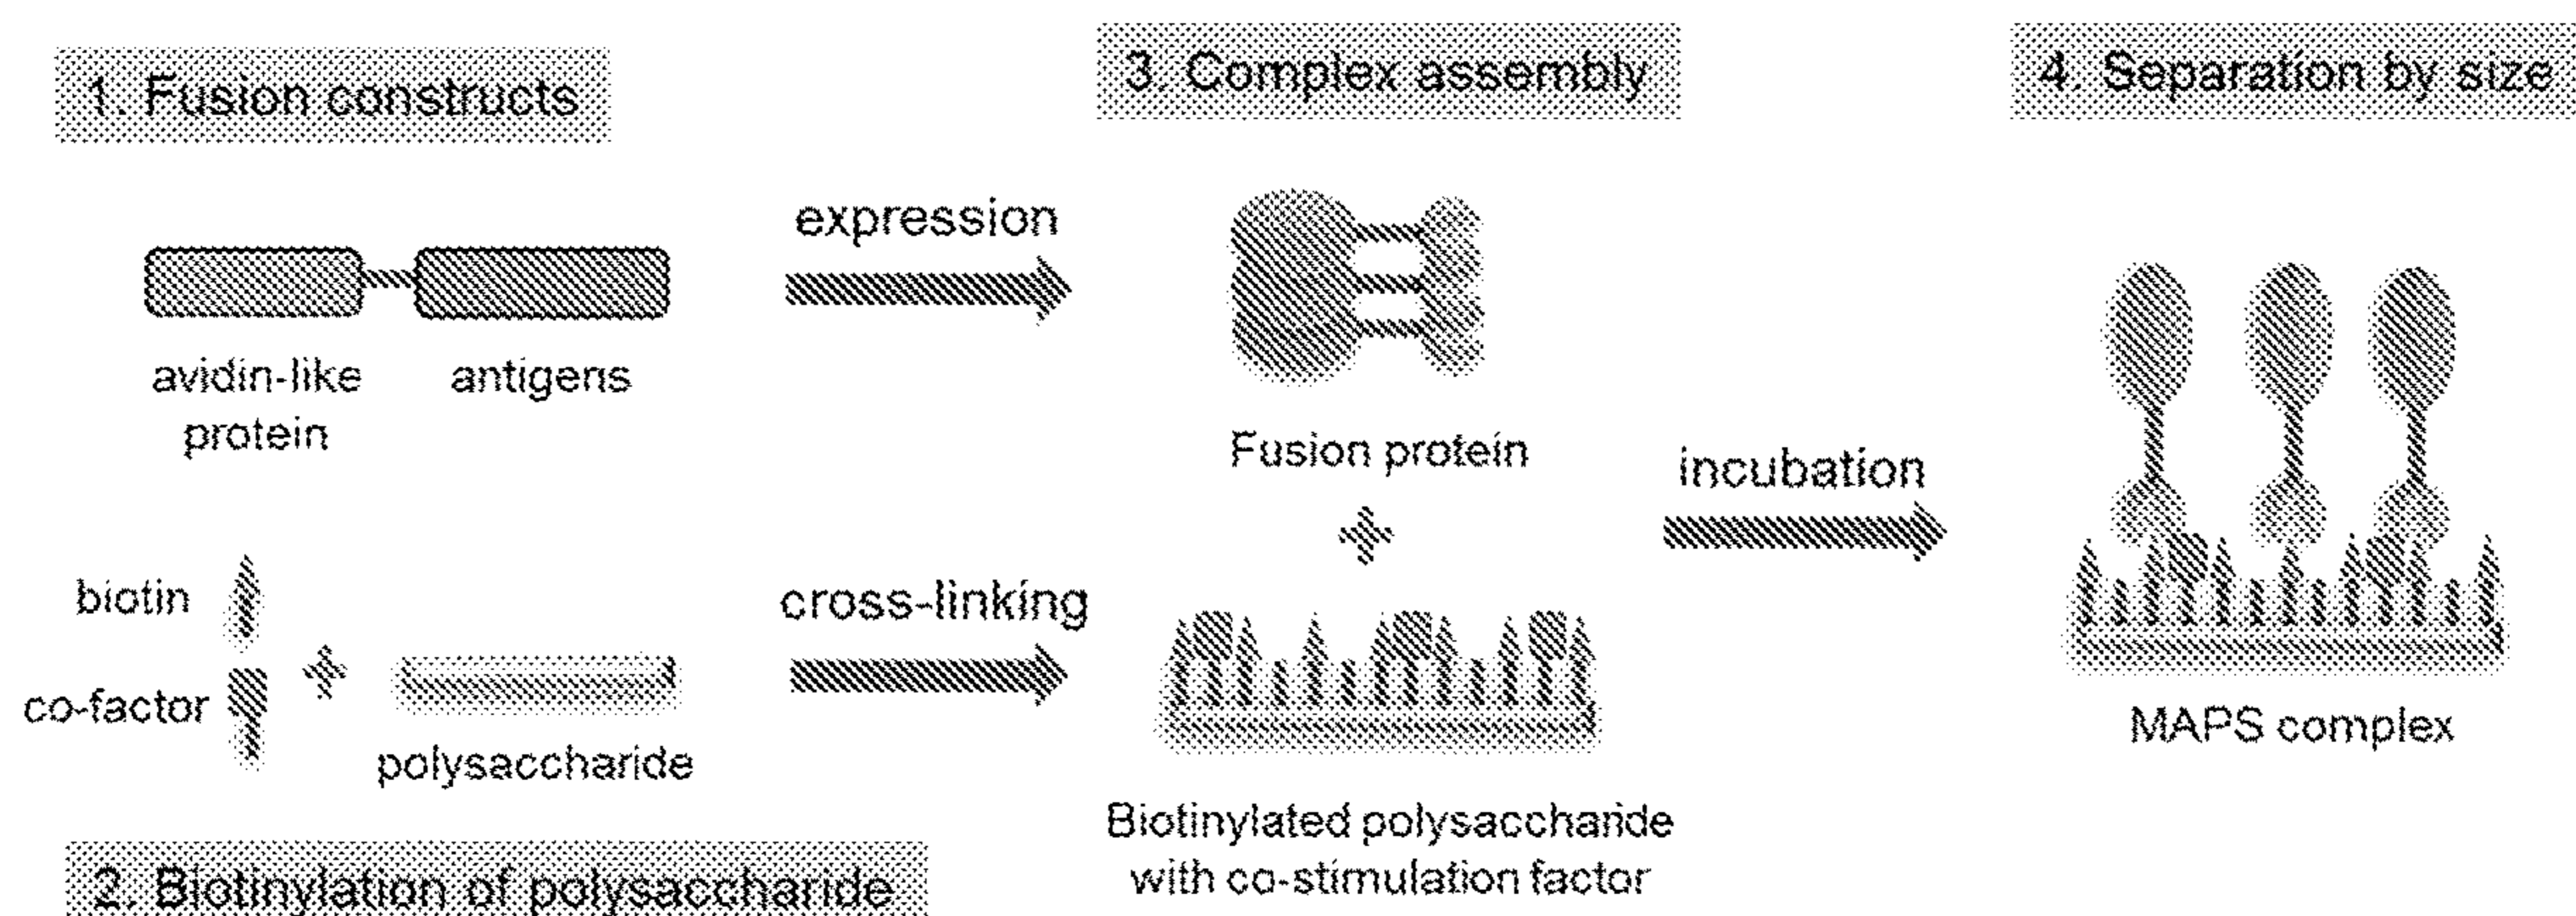 1. Fusion constructs
avidin-like
protein
antigens
expression
biotin
co-factor
polysaccharide
cross-linking
2. Biotinylation of polysaccharide
3. Complex assembly
Fusion protein
Biotinylated polysaccharide
with co-stimulation factor
incubation
4. Separation by size
MAPS complex